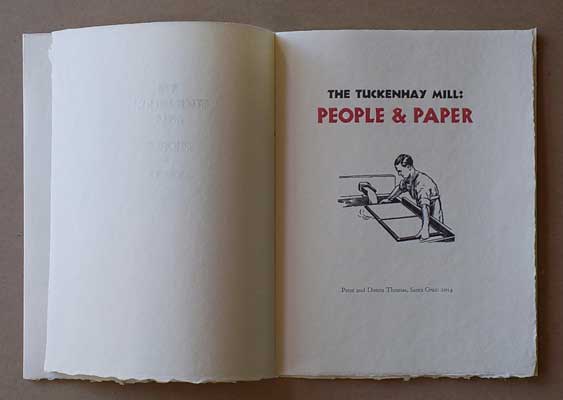 THE TUCKENHAY MILL:
PEOPLE & PAPER
Peter and Donna Thomas, Santa Cruz: 2014